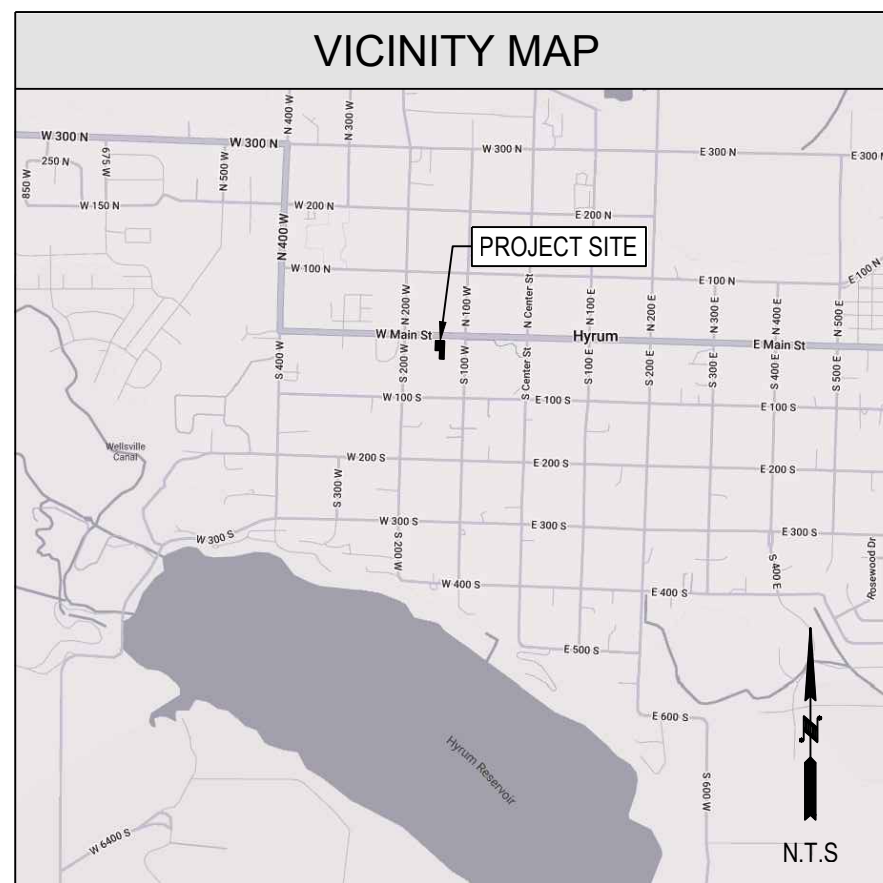 VICINITY MAP
N 400 W
N 300 W
W 300 N
W 300 N
W 300 N
E 300 N
E 300 N
250 N
675 W
N 500 W
850 W
W 150 N
W 200 N
E 200 N
N 400 W
PROJECT SITE
W 100 N
E 100 N
E 100 N
N 200 W
N 100 W
N Center St
N 100 E
N 200 E
N 300 E
N 400 E
N 500 E
W Main St
Hyrum
E Main St
S 400 W
S 200 W
S 100 W
S Center St
S 100 E
S 200 E
S 300 E
S 400 E
S 500 E
W 100 S
E 100 S
E 100 S
Wellsville
Canal
W 200 S
E 200 S
E 200 S
S 300 W
W 300 S
W 300 S
E 300 S
E 300 S
S 200 W
S 400 E
Rosewood Dr
W 400 S
E 400 S
E 500 S
E 600 S
S 600 W
Hyrum Reservoir
W 6400 S
N
N.T.S